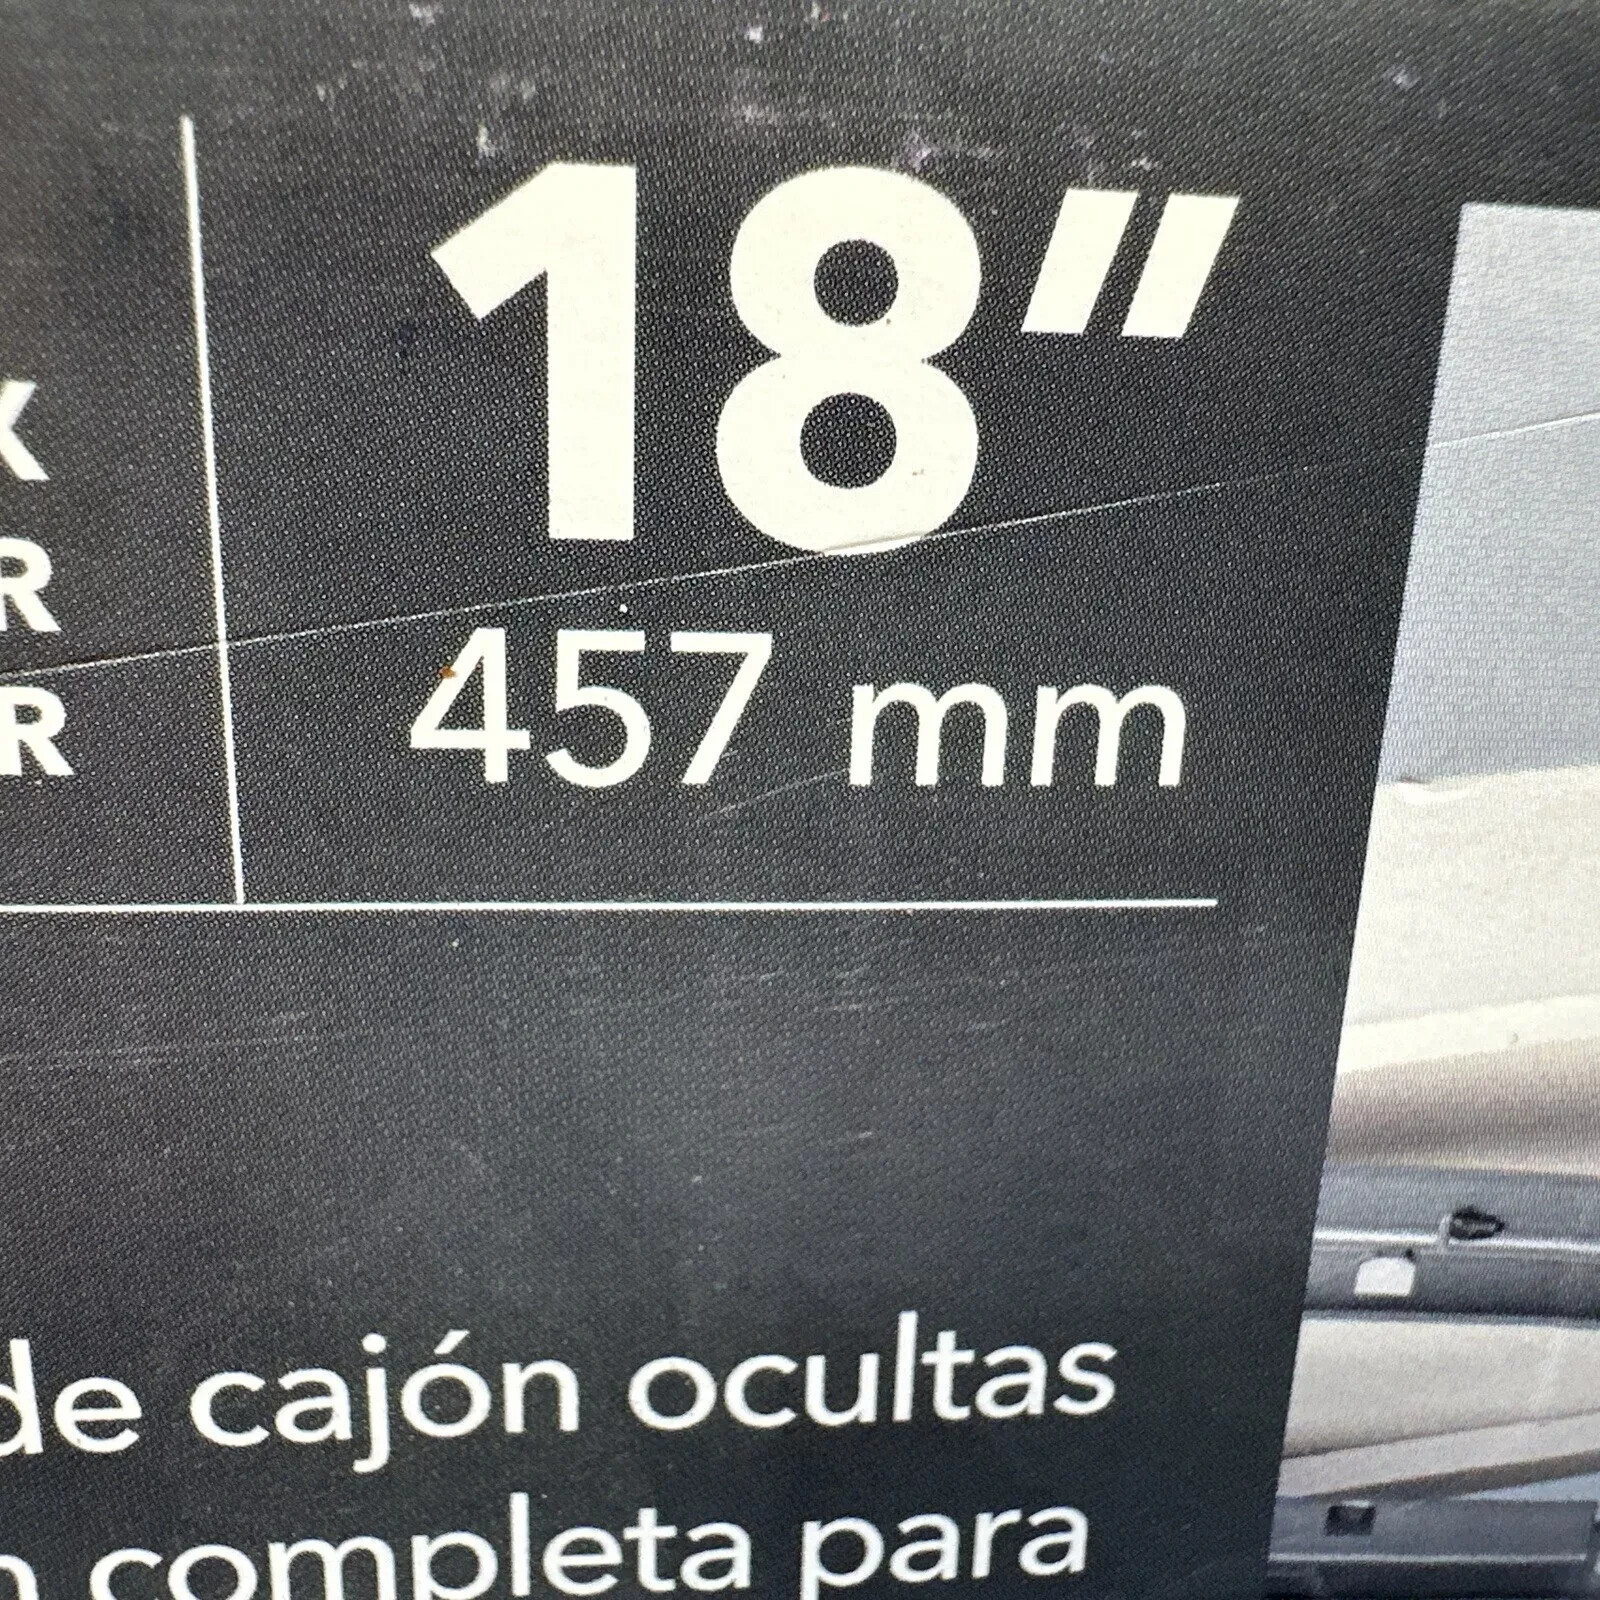 18"
457 mm
de cajón ocultas
completa para